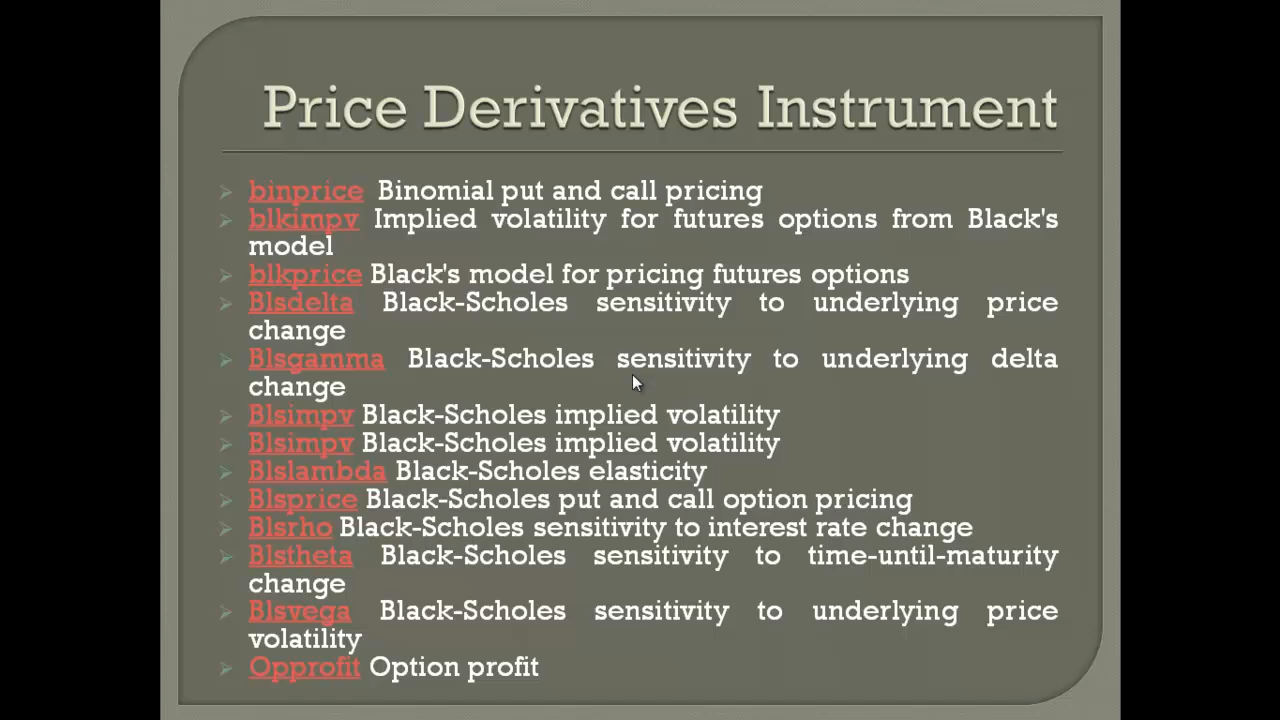 Price Derivatives Instrument
binprice Binomial put and call pricing
blkimpv Implied volatility for futures options from Black's
model
blkprice Black's model for pricing futures options
Blsdelta Black-Scholes sensitivity to underlying price
change
Blsgamma Black-Scholes sensitivity to underlying delta
change
Blsimpv Black-Scholes implied volatility
Blsimpv Black-Scholes implied volatility
Blslambda Black-Scholes elasticity
Blsprice Black-Scholes put and call option pricing
Blsrho Black-Scholes sensitivity to interest rate change
Blstheta Black-Scholes sensitivity to time-until-maturity
change
Blsvega Black-Scholes sensitivity to underlying price
volatility
Opprofit Option profit